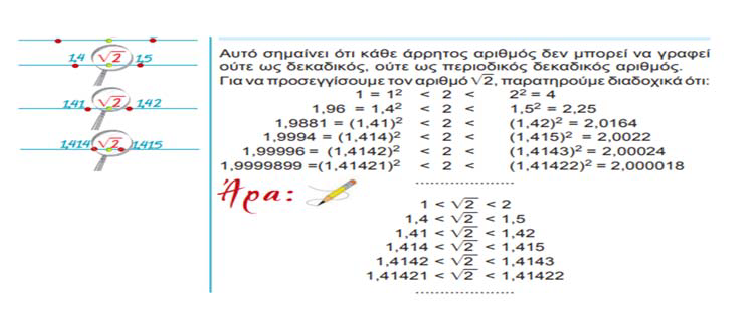 1,4 √2 1,5
1,41 √2 1,42
1,414 √2 1,415
Αυτό σημαίνει ότι κάθε άρρητος αριθμός δεν μπορεί να γραφεί
ούτε ως δεκαδικός, ούτε ως περιοδικός δεκαδικός αριθμός.
Για να προσεγγίσουμε τον αριθμό √2, παρατηρούμε διαδοχικά ότι:
1 = 1² < 2 < 2² = 4
1,96 = 1,4² < 2 < 1,5² = 2,25
1,9881 = (1,41)² < 2 < (1,42)² = 2,0164
1,9994 = (1,414)² < 2 < (1,415)² = 2,0022
1,99996 = (1,4142)² < 2 < (1,4143)² = 2,00024
1,9999899 =(1,41421)² < 2 < (1,41422)² = 2,000018
....................
Άρα:
1 < √2 < 2
1,4 < √2 < 1,5
1,41 < √2 < 1,42
1,414 < √2 < 1,415
1,4142 < √2 < 1,4143
1,41421 < √2 < 1,41422
....................